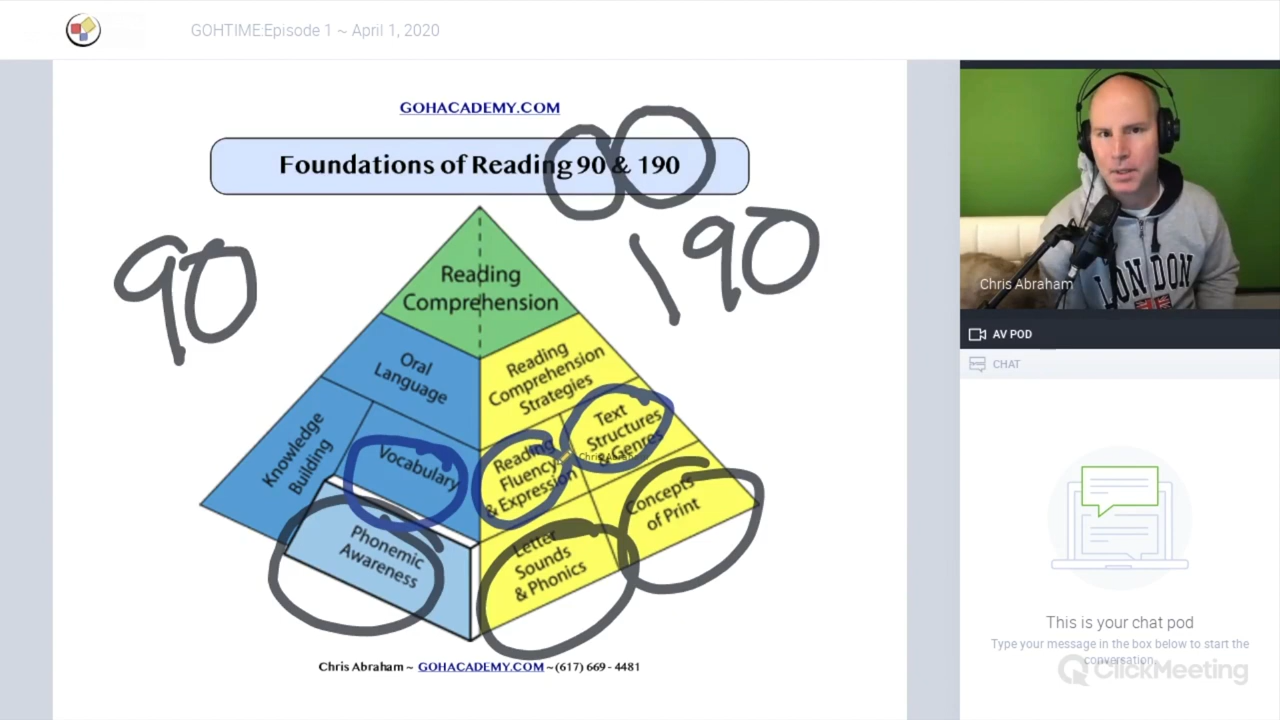 GOHTIME:Episode 1 ~ April 1, 2020
GOHACADEMY.COM
Foundations of Reading 90 & 190
90
190
Reading
Comprehension
Oral
Language
Reading
Comprehension
Strategies
Knowledge
Building
Vocabulary
Reading
Fluency
& Expression
Text
Structures
& Genres
Chris Abraham
Phonemic
Awareness
Letter
Sounds
& Phonics
Concepts
of Print
Chris Abraham ~ GOHACADEMY.COM ~ (617) 669 - 4481
LONDON
Chris Abraham
AV POD
CHAT
This is your chat pod
Type your message in the box below to start the
conversation.
ClickMeeting